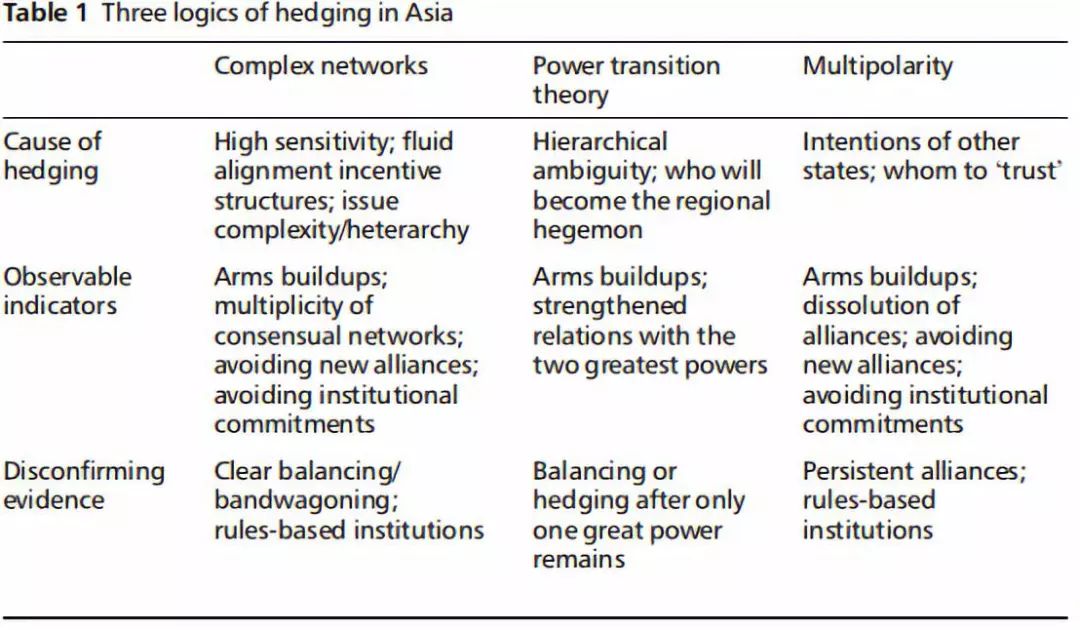 Table 1 Three logics of hedging in Asia
Complex networks
Power transition
theory
Multipolarity
Cause of
hedging
High sensitivity; fluid
alignment incentive
structures; issue
complexity/heterarchy
Hierarchical
ambiguity; who will
become the regional
hegemon
Intentions of other
states; whom to ‘trust’
Observable
indicators
Arms buildups;
multiplicity of
consensual networks;
avoiding new alliances;
avoiding institutional
commitments
Arms buildups;
strengthened
relations with the
two greatest powers
Arms buildups;
dissolution of
alliances; avoiding
new alliances;
avoiding institutional
commitments
Disconfirming
evidence
Clear balancing/
bandwagoning;
rules-based institutions
Balancing or
hedging after only
one great power
remains
Persistent alliances;
rules-based
institutions